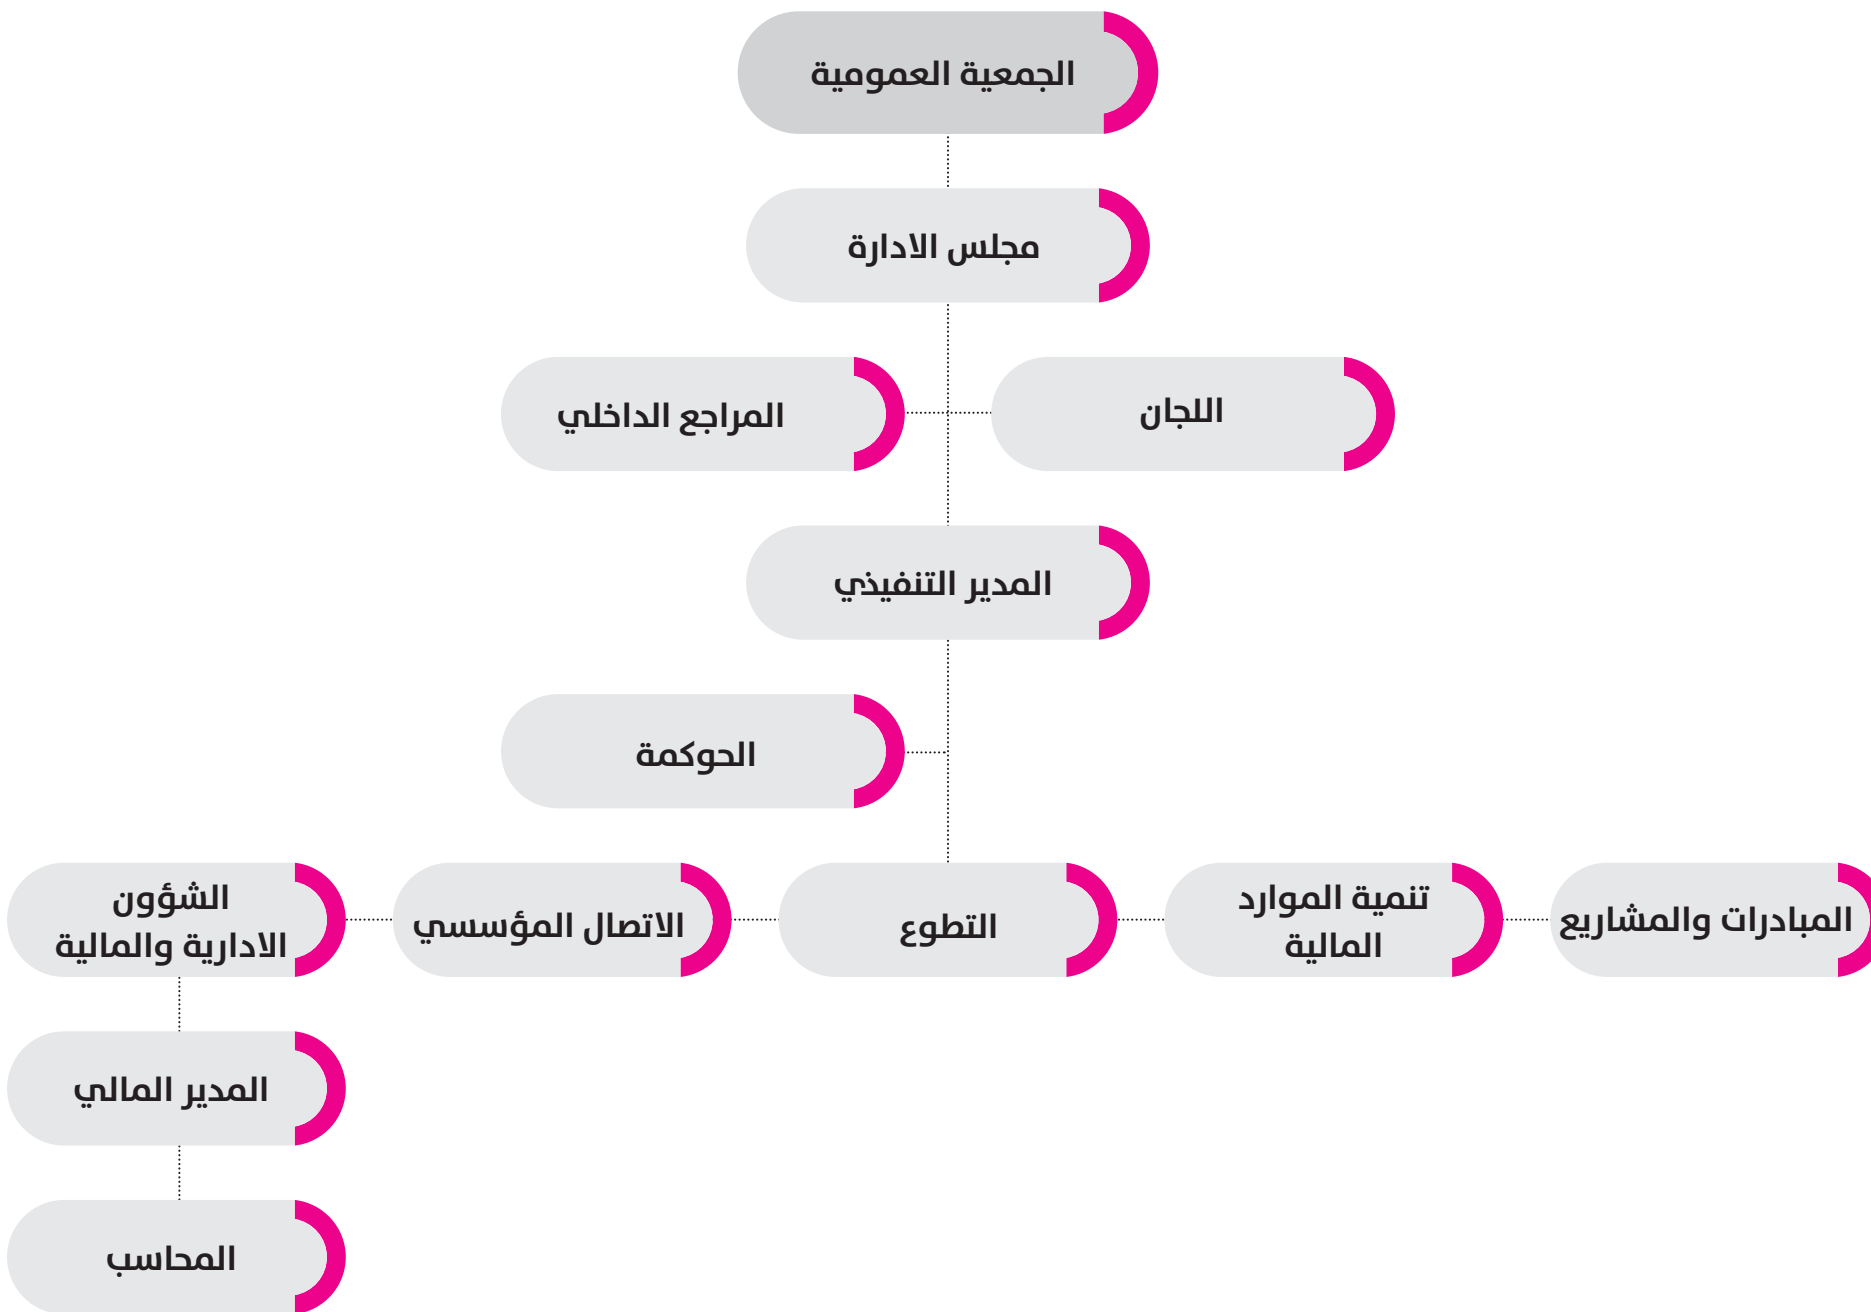 الجمعية العمومية
مجلس الادارة
اللجان
المراجع الداخلي
المدير التنفيذي
الحوكمة
المبادرات والمشاريع
تنمية الموارد
المالية
التطوع
الاتصال المؤسسي
الشؤون
الادارية والمالية
المدير المالي
المحاسب